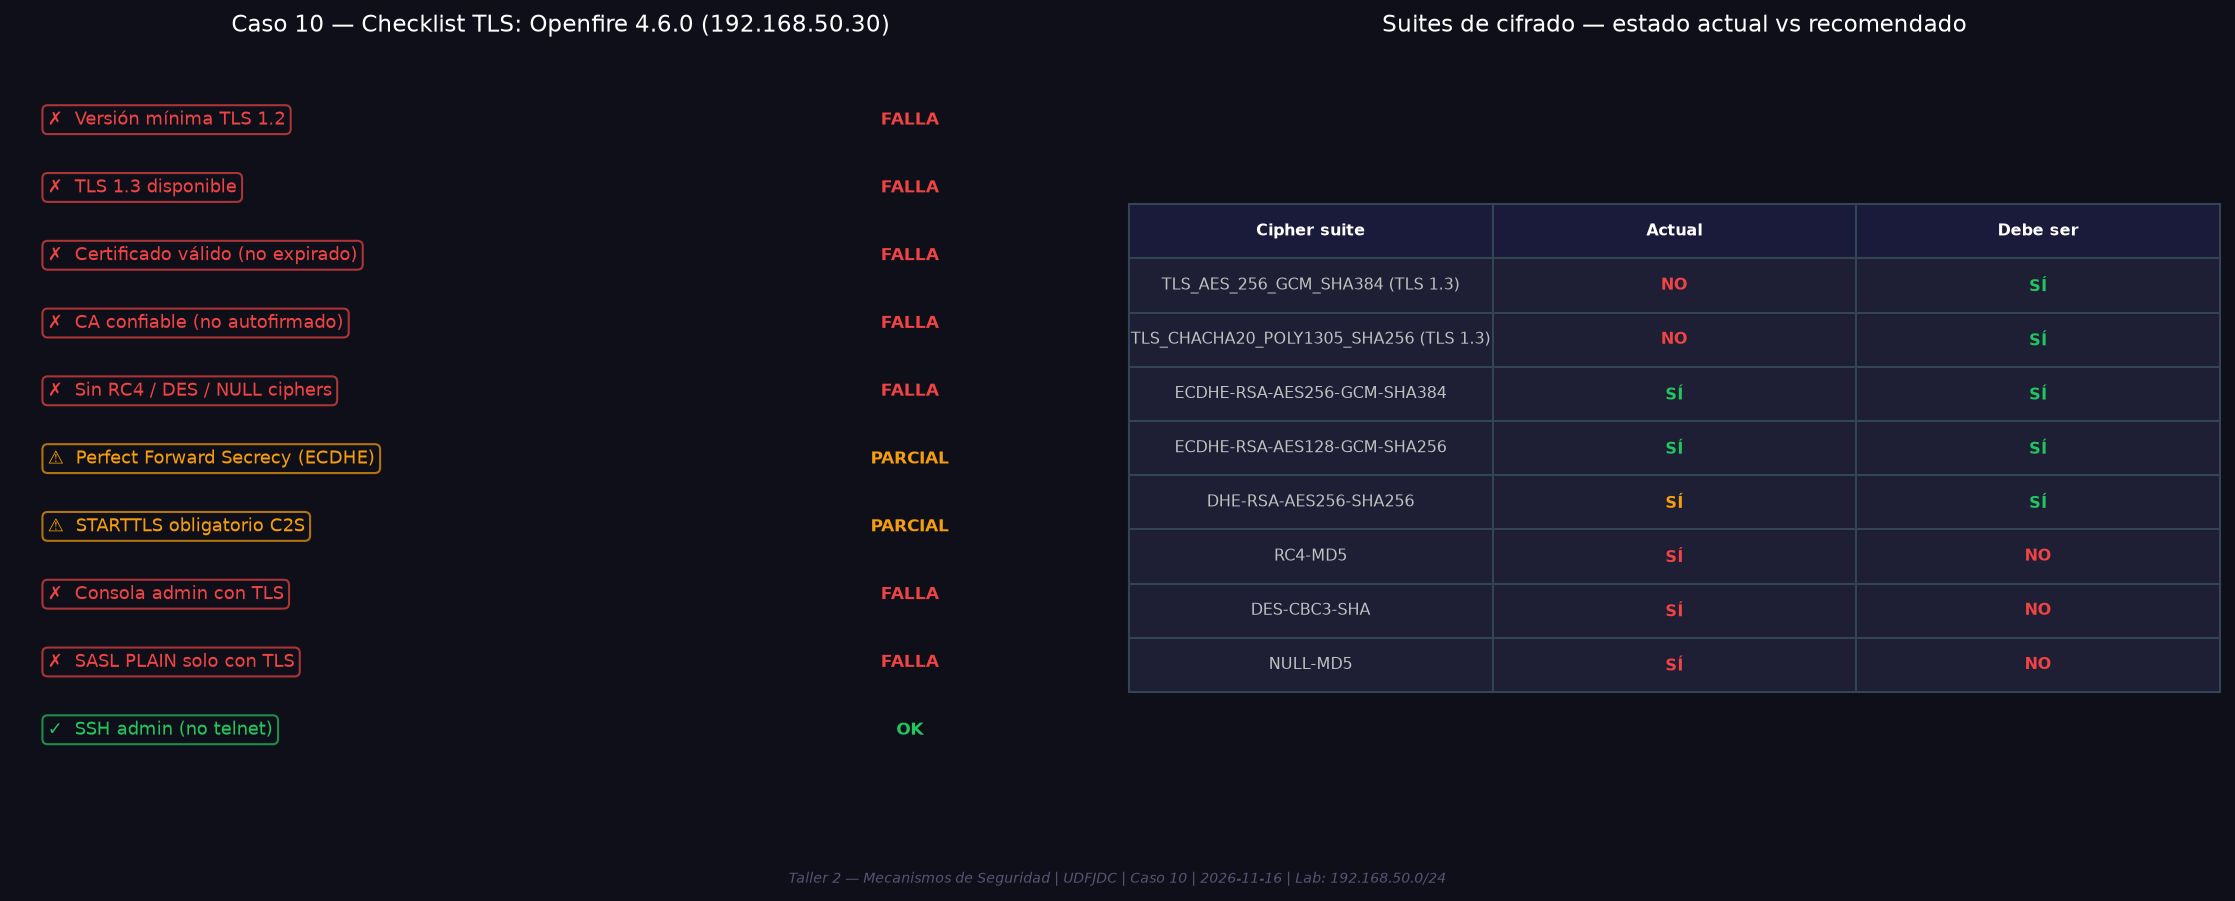 Caso 10 — Checklist TLS: Openfire 4.6.0 (192.168.50.30)
✗ Versión mínima TLS 1.2 FALLA
✗ TLS 1.3 disponible FALLA
✗ Certificado válido (no expirado) FALLA
✗ CA confiable (no autofirmado) FALLA
✗ Sin RC4 / DES / NULL ciphers FALLA
⚠ Perfect Forward Secrecy (ECDHE) PARCIAL
⚠ STARTTLS obligatorio C2S PARCIAL
✗ Consola admin con TLS FALLA
✗ SASL PLAIN solo con TLS FALLA
✓ SSH admin (no telnet) OK
Suites de cifrado — estado actual vs recomendado
Cipher suite Actual Debe ser
TLS_AES_256_GCM_SHA384 (TLS 1.3) NO SÍ
TLS_CHACHA20_POLY1305_SHA256 (TLS 1.3) NO SÍ
ECDHE-RSA-AES256-GCM-SHA384 SÍ SÍ
ECDHE-RSA-AES128-GCM-SHA256 SÍ SÍ
DHE-RSA-AES256-SHA256 SÍ SÍ
RC4-MD5 SÍ NO
DES-CBC3-SHA SÍ NO
NULL-MD5 SÍ NO
Taller 2 — Mecanismos de Seguridad | UDFJDC | Caso 10 | 2026-11-16 | Lab: 192.168.50.0/24